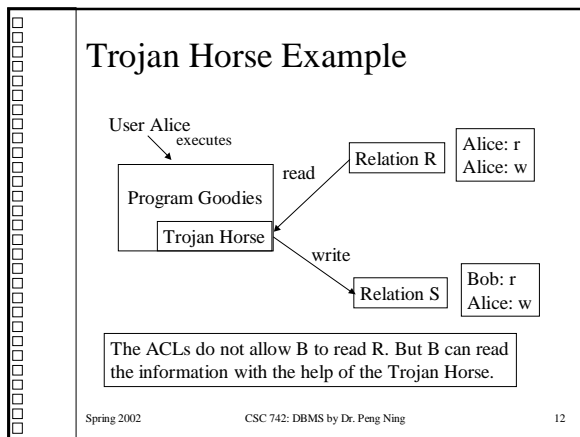 Trojan Horse Example
User Alice
executes
Program Goodies
Trojan Horse
read
Relation R
Alice: r
Alice: w
write
Relation S
Bob: r
Alice: w
The ACLs do not allow B to read R. But B can read
the information with the help of the Trojan Horse.
Spring 2002
CSC 742: DBMS by Dr. Peng Ning
12